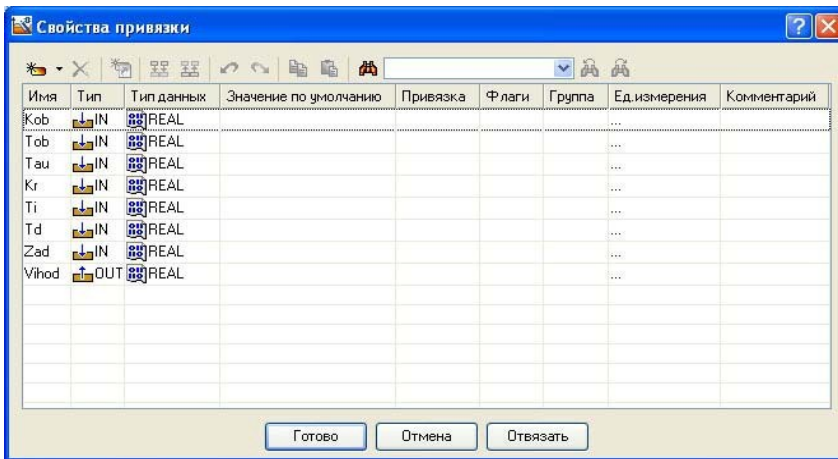 Свойства привязки
Имя Тип Тип данных Значение по умолчанию Привязка Флаги Группа Ед.измерения Комментарий
Kob IN REAL ...
Tob IN REAL ...
Tau IN REAL ...
Kr IN REAL ...
Ti IN REAL ...
Td IN REAL ...
Zad IN REAL ...
Vihod OUT REAL ...
Готово Отмена Отвязать